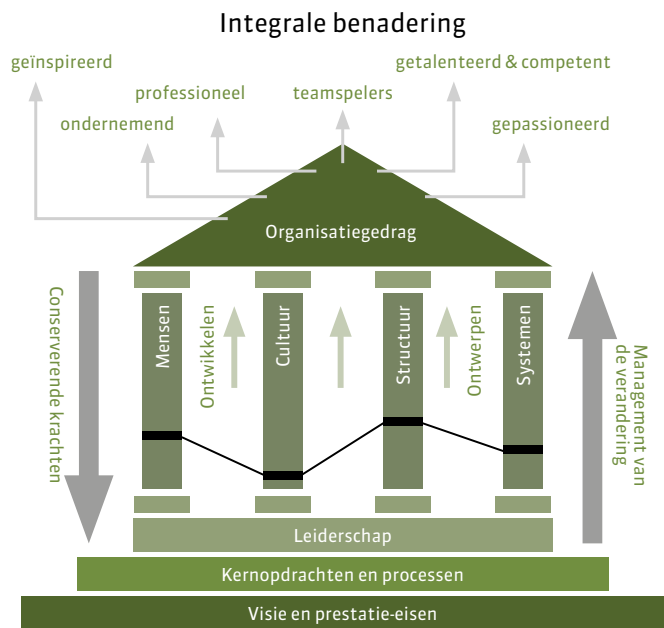 Integrale benadering
geïnspireerd
getalenteerd & competent
professioneel
teamspelers
ondernemend
gepassioneerd
Organisatiegedrag
Conserverende krachten
Mensen
Ontwikkelen
Cultuur
Structuur
Ontwerpen
Systemen
Management van
de verandering
Leiderschap
Kernopdrachten en processen
Visie en prestatie-eisen